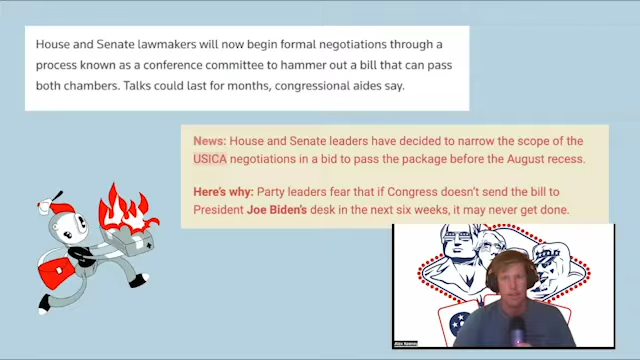 House and Senate lawmakers will now begin formal negotiations through a
process known as a conference committee to hammer out a bill that can pass
both chambers. Talks could last for months, congressional aides say.
News: House and Senate leaders have decided to narrow the scope of the
USICA negotiations in a bid to pass the package before the August recess.
Here's why: Party leaders fear that if Congress doesn't send the bill to
President Joe Biden's desk in the next six weeks, it may never get done.